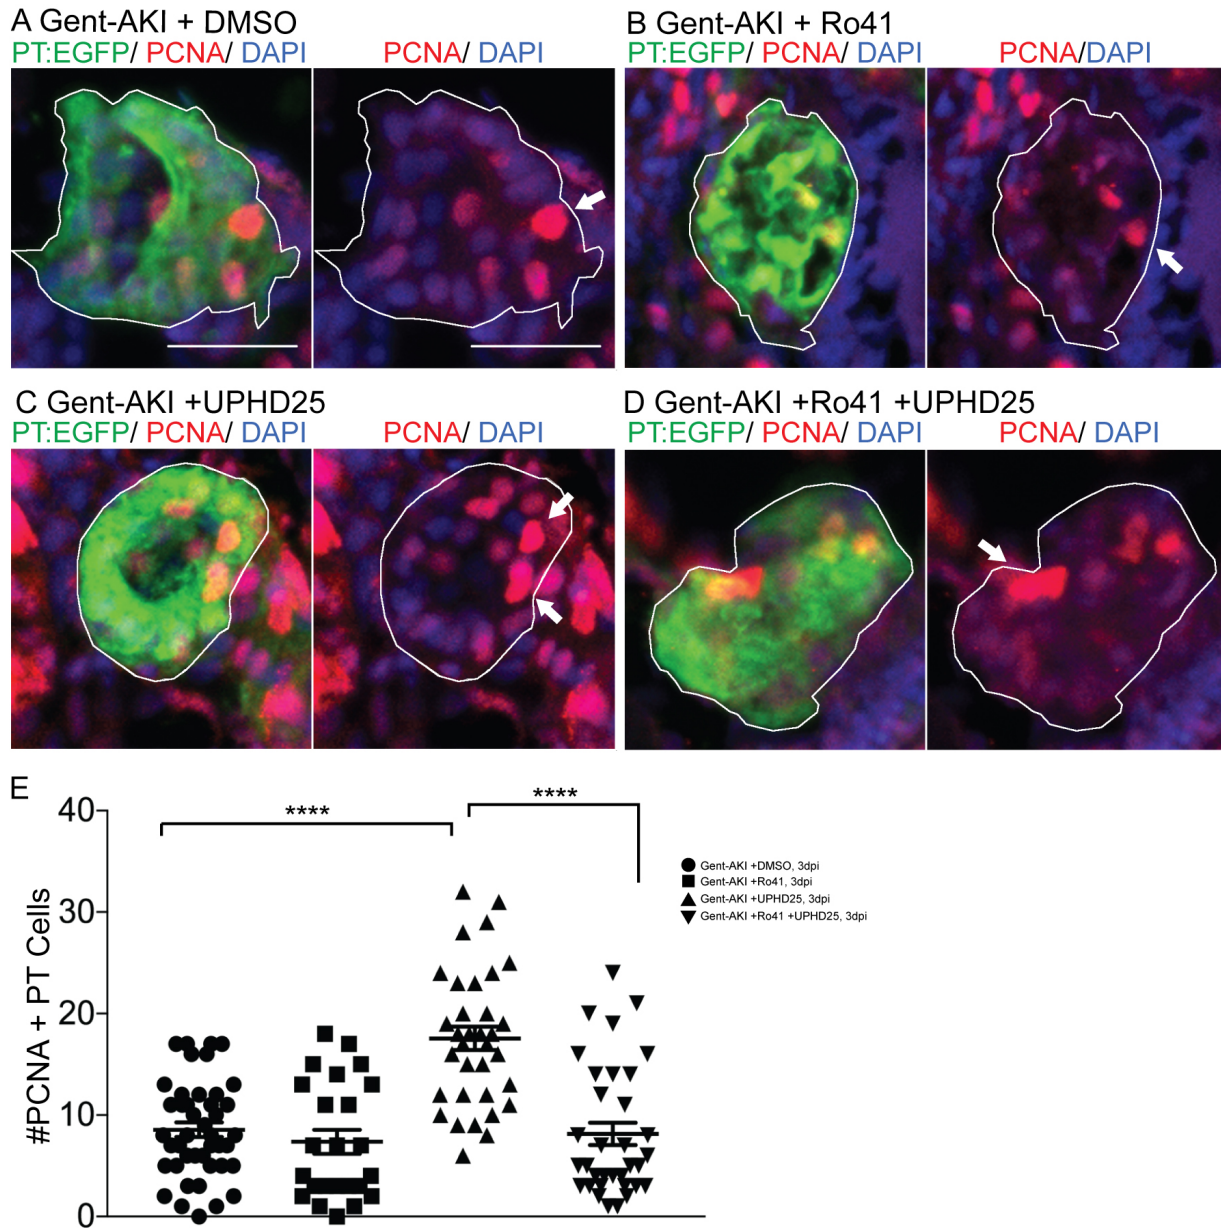 A Gent-AKI + DMSO
PT:EGFP/ PCNA/ DAPI
PCNA/ DAPI
B Gent-AKI + Ro41
PT:EGFP/ PCNA/ DAPI
PCNA/DAPI
C Gent-AKI +UPHD25
PT:EGFP/ PCNA/ DAPI
PCNA/ DAPI
D Gent-AKI +Ro41 +UPHD25
PT:EGFP/ PCNA/ DAPI
PCNA/ DAPI
E
#PCNA + PT Cells
40
30
20
10
0
****
****
Gent-AKI +DMSO, 3dpi
Gent-AKI +Ro41, 3dpi
Gent-AKI +UPHD25, 3dpi
Gent-AKI +Ro41 +UPHD25, 3dpi